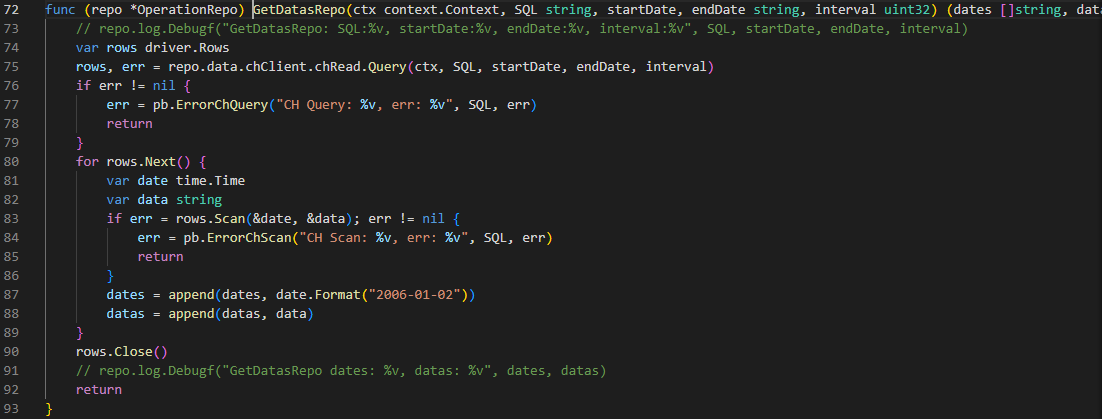 72 func (repo *OperationRepo) GetDatasRepo(ctx context.Context, SQL string, startDate, endDate string, interval uint32) (dates []string, data
73 // repo.log.Debugf("GetDatasRepo: SQL:%v, startDate:%v, endDate:%v, interval:%v", SQL, startDate, endDate, interval)
74 var rows driver.Rows
75 rows, err = repo.data.chClient.chRead.Query(ctx, SQL, startDate, endDate, interval)
76 if err != nil {
77 err = pb.ErrorChQuery("CH Query: %v, err: %v", SQL, err)
78 return
79 }
80 for rows.Next() {
81 var date time.Time
82 var data string
83 if err = rows.Scan(&date, &data); err != nil {
84 err = pb.ErrorChScan("CH Scan: %v, err: %v", SQL, err)
85 return
86 }
87 dates = append(dates, date.Format("2006-01-02"))
88 datas = append(datas, data)
89 }
90 rows.Close()
91 // repo.log.Debugf("GetDatasRepo dates: %v, datas: %v", dates, datas)
92 return
93 }